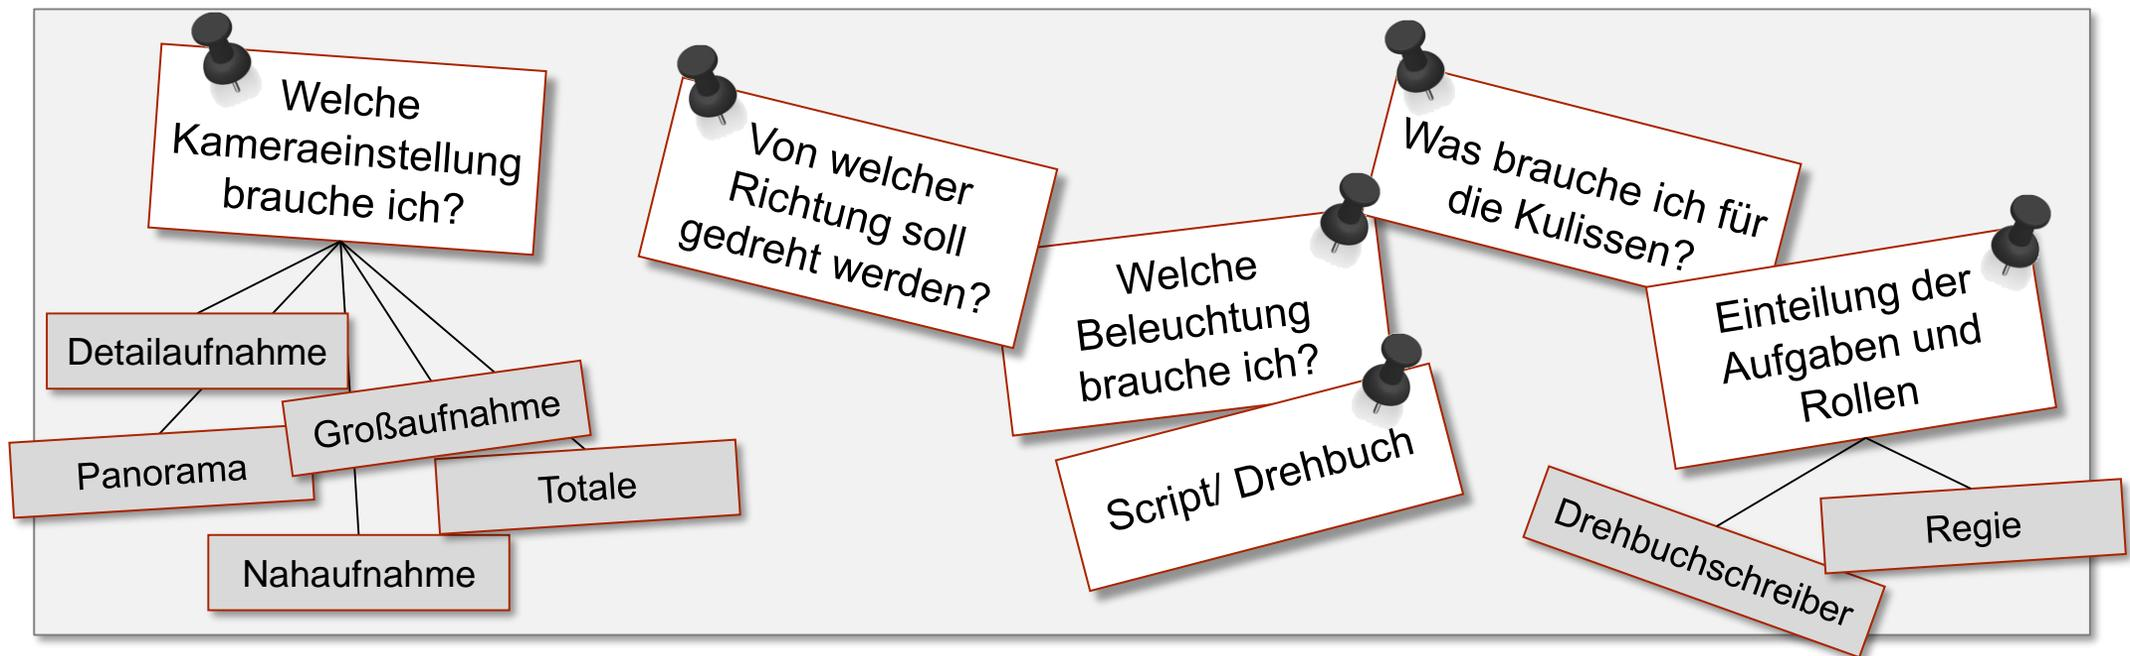 Welche
Kameraeinstellung
brauche ich?
Detailaufnahme
Großaufnahme
Panorama
Totale
Nahaufnahme
Von welcher
Richtung soll
gedreht werden?
Welche
Beleuchtung
brauche ich?
Script/ Drehbuch
Was brauche ich für
die Kulissen?
Einteilung der
Aufgaben und
Rollen
Drehbuchschreiber
Regie